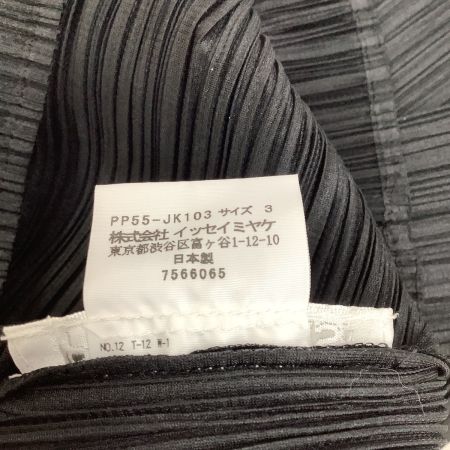 PP55-JK103 サイズ 3
株式会社 イッセイミヤケ
東京都渋谷区富ヶ谷1-12-10
日本製
7566065
NO.12 T-12 W-1